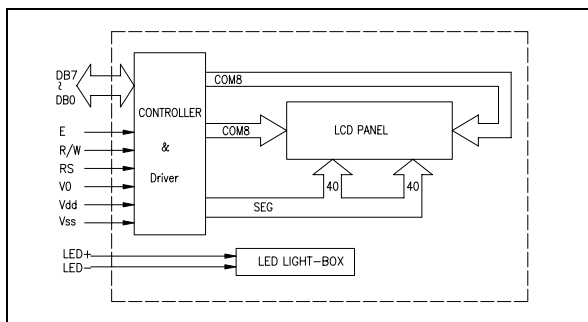 DB7
~
DB0
E
R/W
RS
V0
Vdd
Vss
LED+
LED-
CONTROLLER
&
Driver
COM8
COM8
LCD PANEL
40
40
SEG
LED LIGHT-BOX